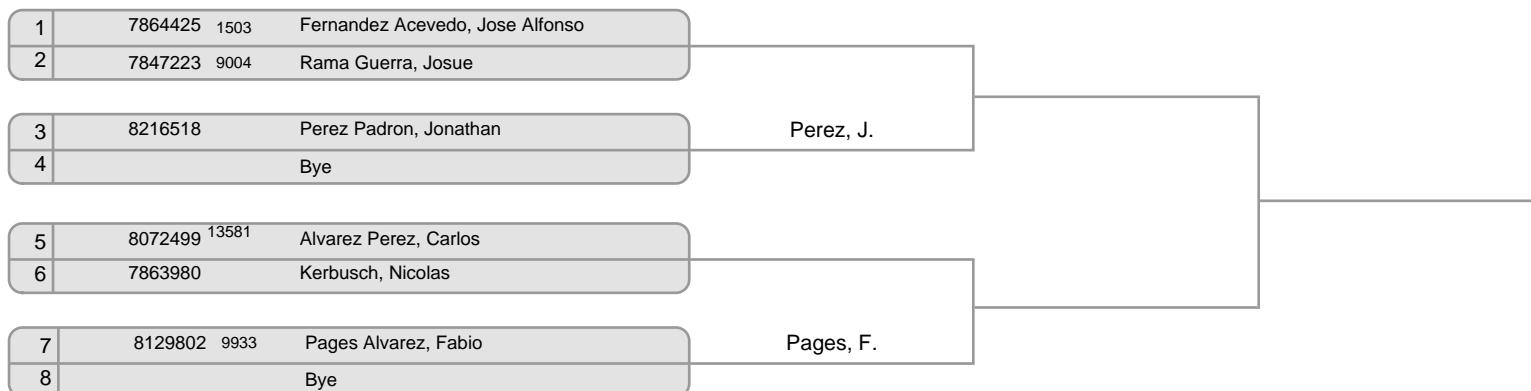 1 7864425 1503 Fernandez Acevedo, Jose Alfonso
2 7847223 9004 Rama Guerra, Josue
3 8216518 Perez Padron, Jonathan
Perez, J.
4 Bye
5 8072499 13581 Alvarez Perez, Carlos
6 7863980 Kerbusch, Nicolas
7 8129802 9933 Pages Alvarez, Fabio
Pages, F.
8 Bye